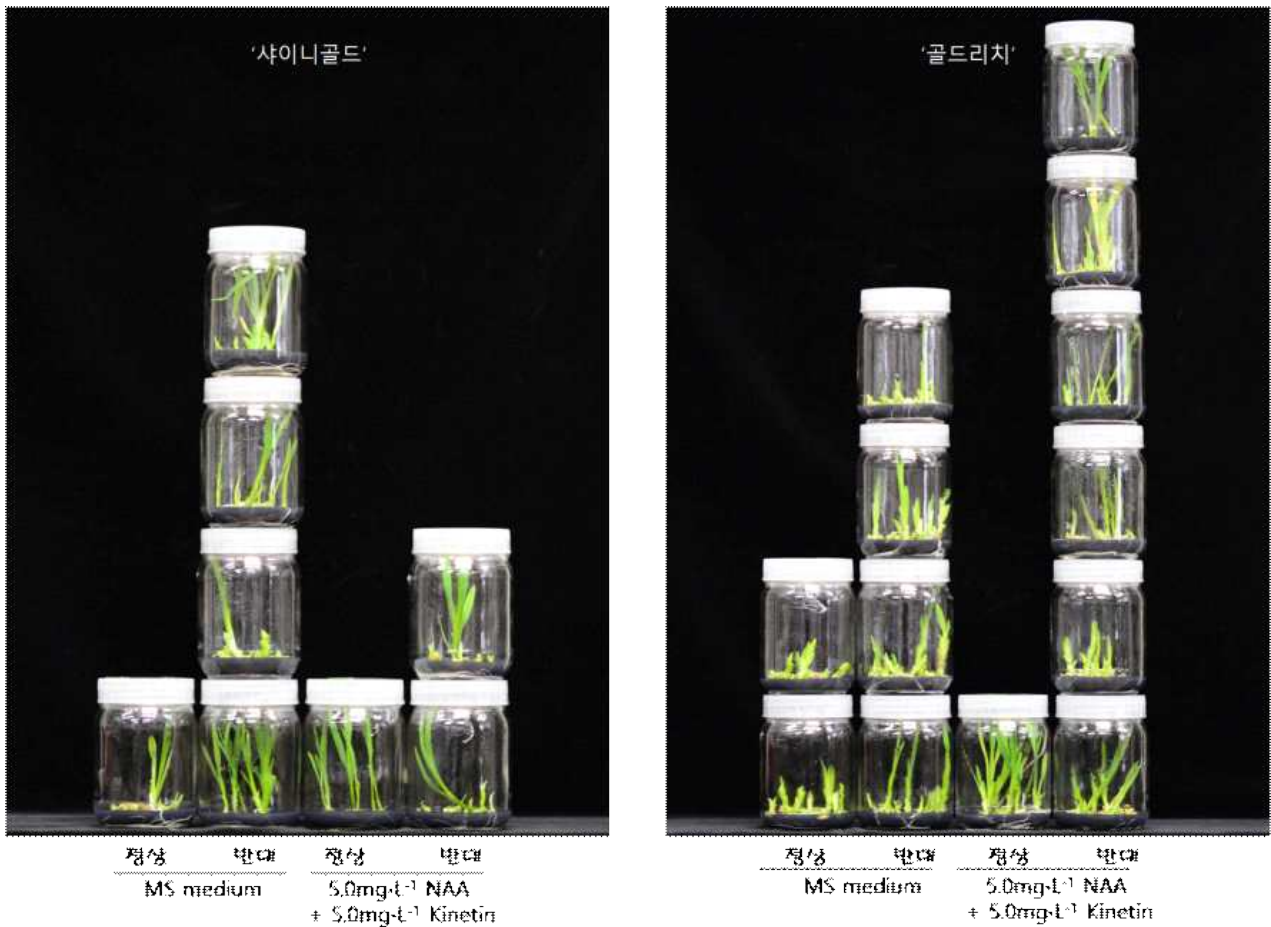 '샤이니골드'
정상 반대 정상 반대
MS medium 5.0mg·L-1 NAA
+ 5.0mg·L-1 Kinetin
'골드리치'
정상 반대 정상 반대
MS medium 5.0mg·L-1 NAA
+ 5.0mg·L-1 Kinetin